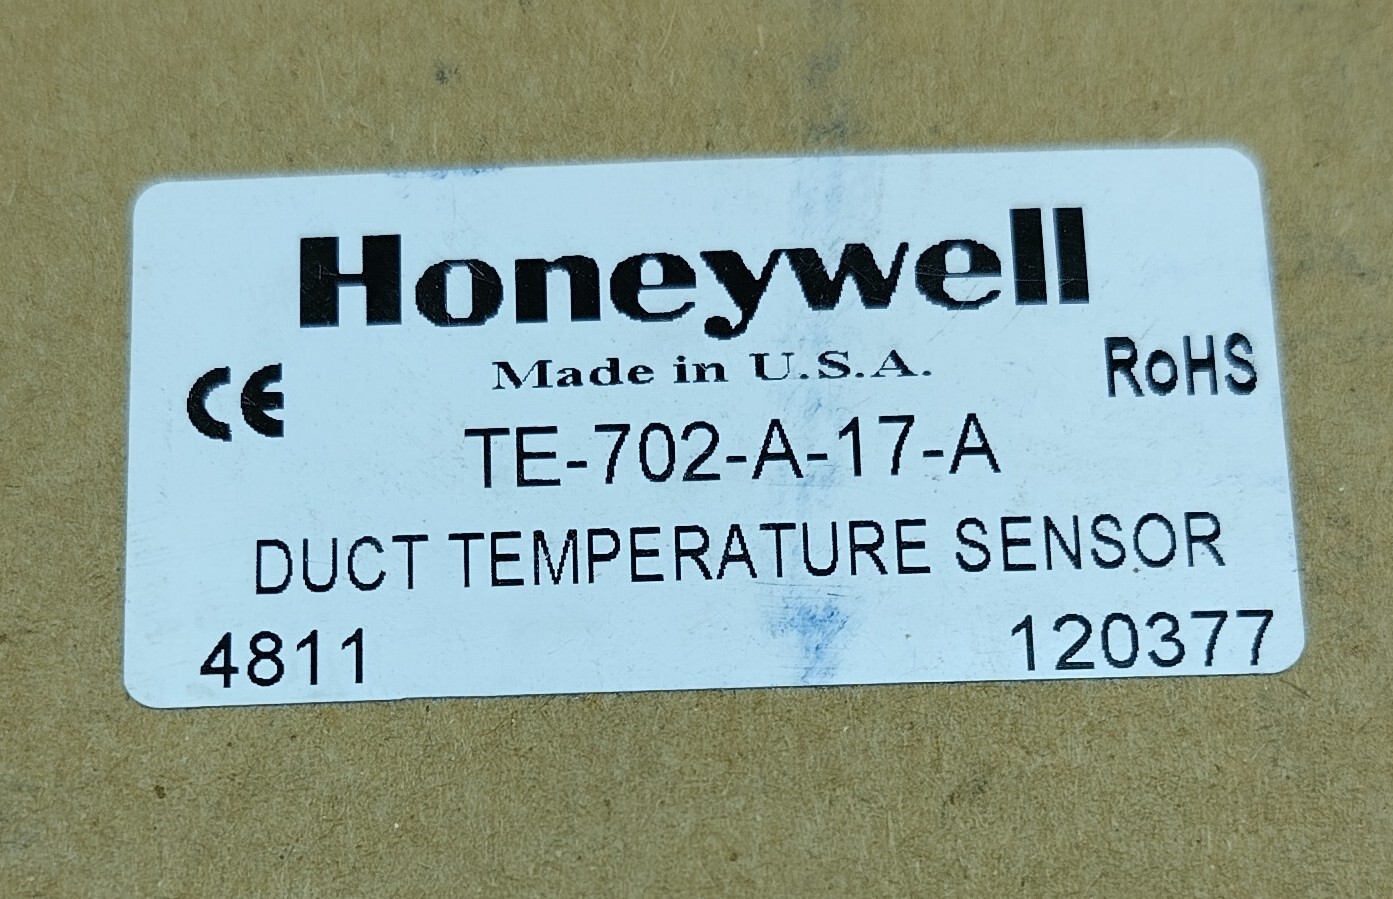 Honeywell
Made in U.S.A.
CE RoHS
TE-702-A-17-A
DUCT TEMPERATURE SENSOR
4811 120377